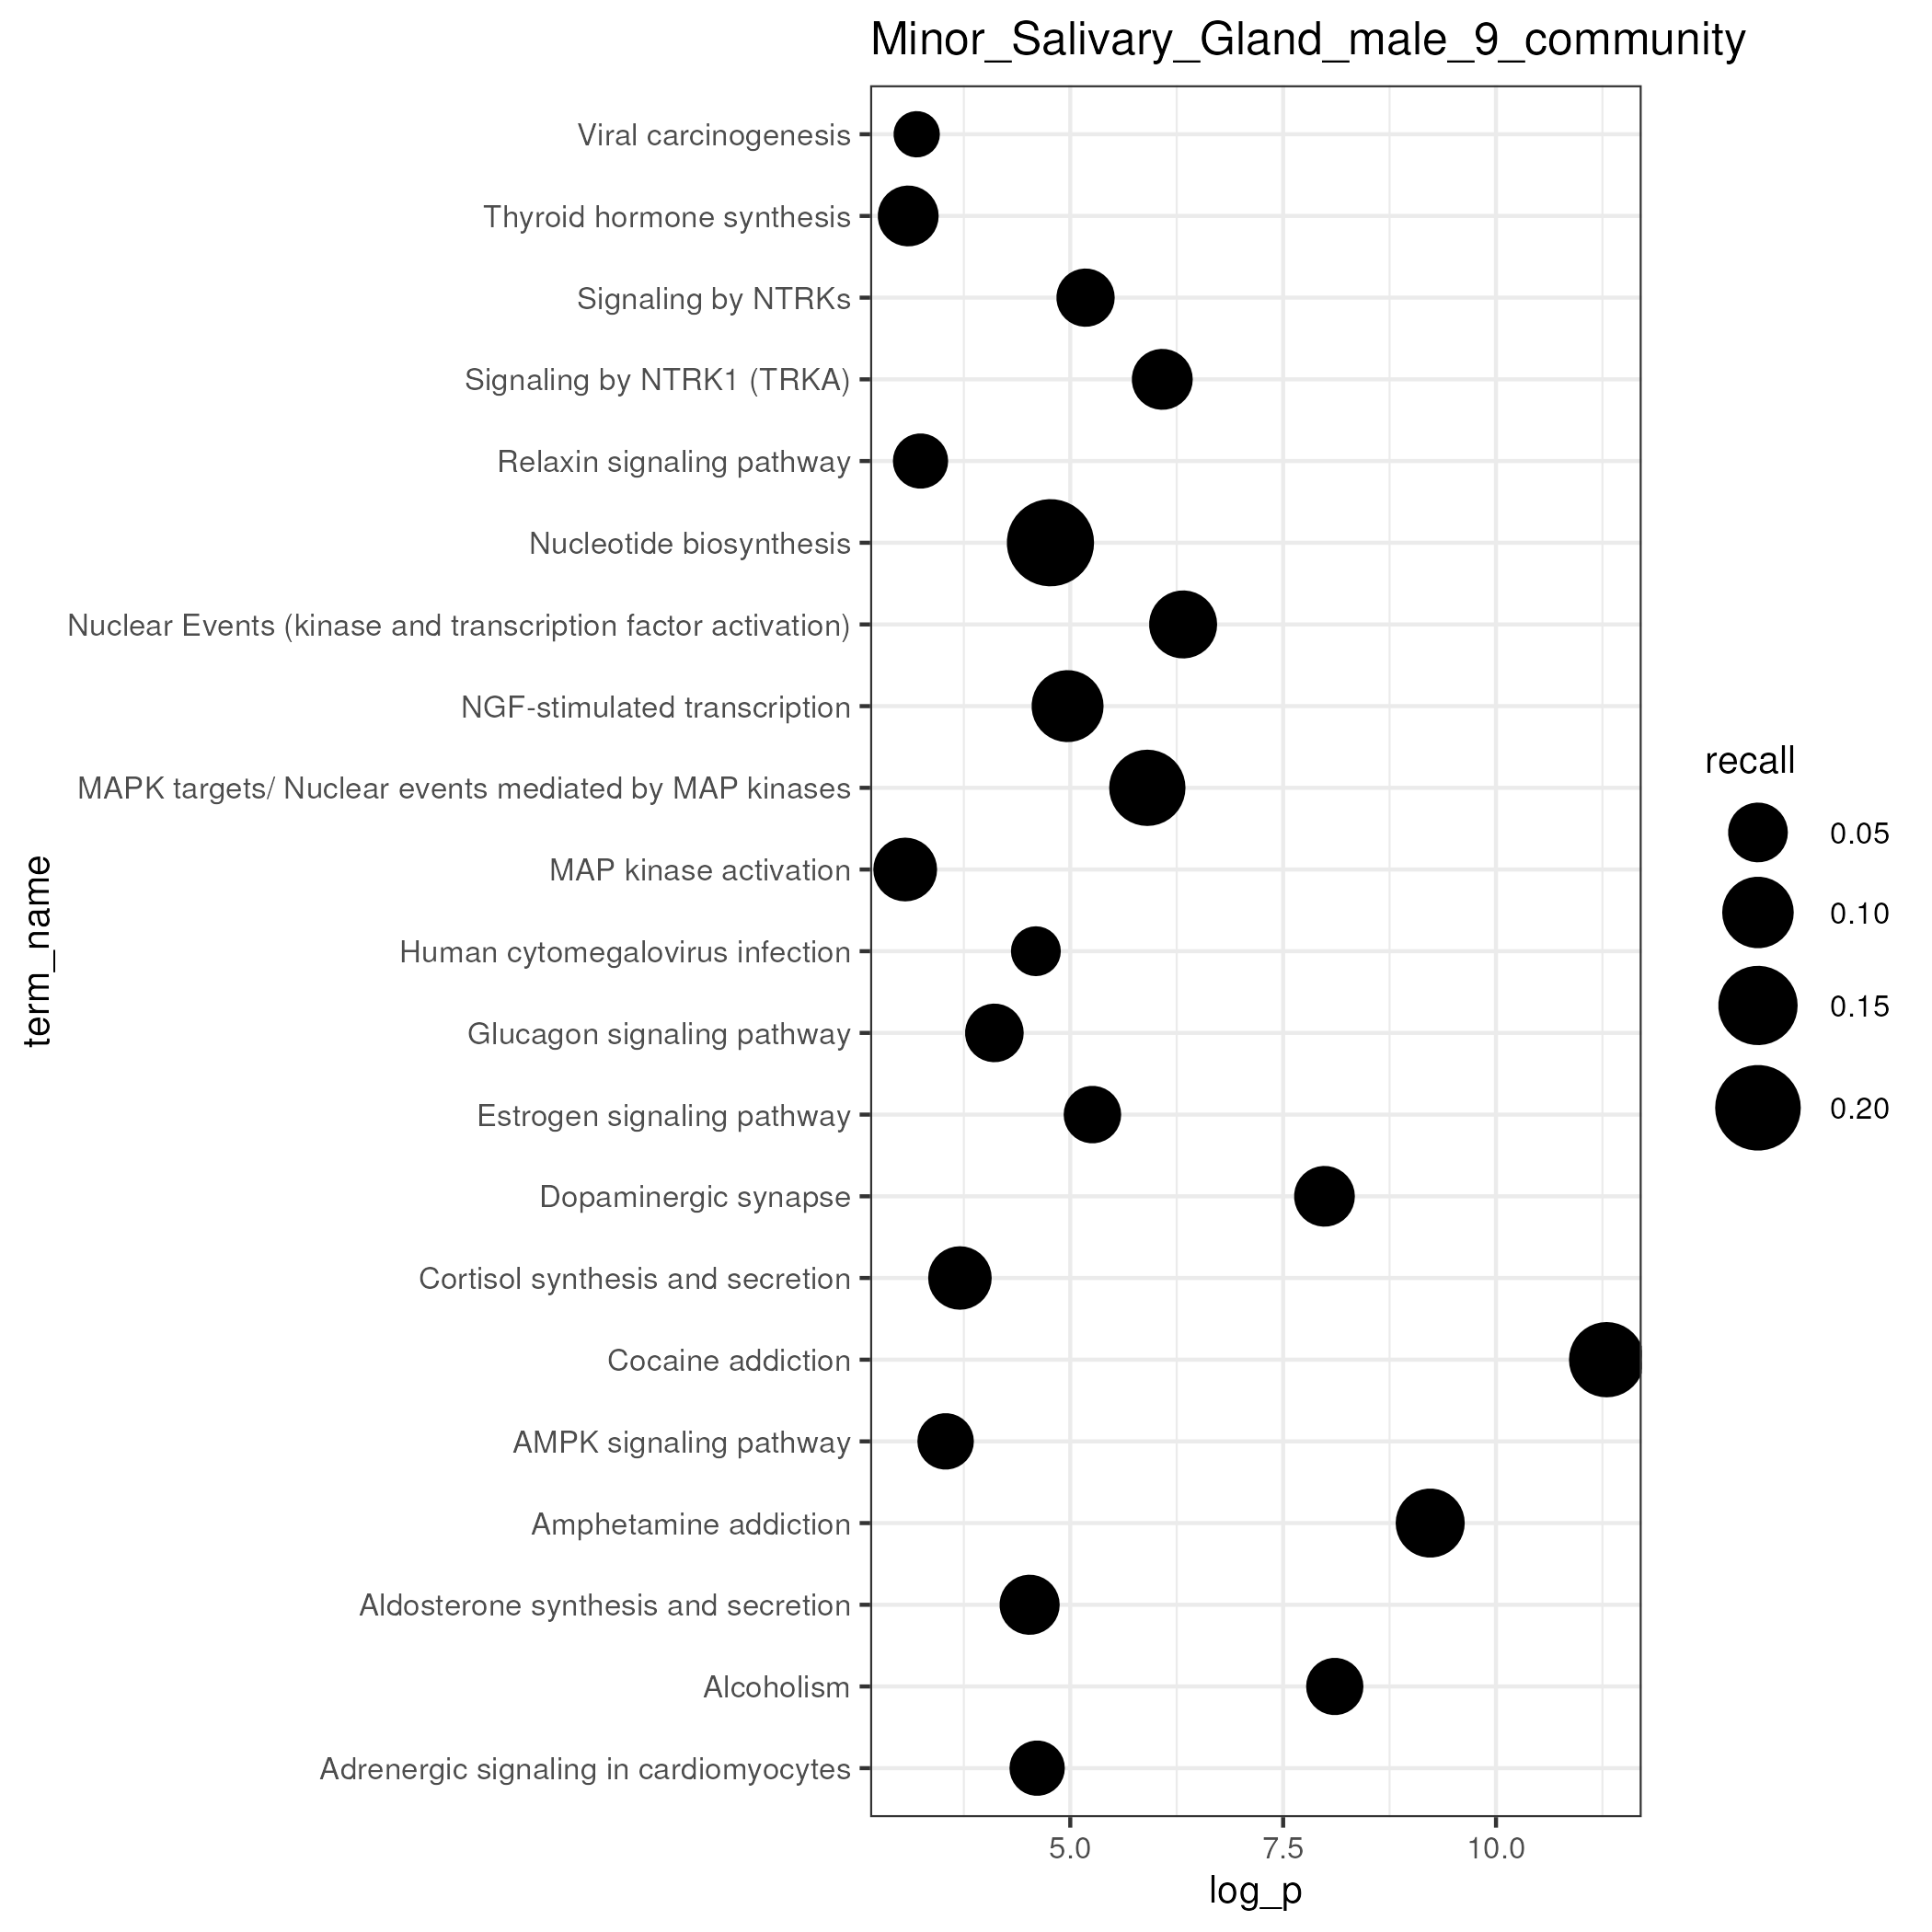 Minor_Salivary_Gland_male_9_community
Viral carcinogenesis
Thyroid hormone synthesis
Signaling by NTRKs
Signaling by NTRK1 (TRKA)
Relaxin signaling pathway
Nucleotide biosynthesis
Nuclear Events (kinase and transcription factor activation)
NGF-stimulated transcription
MAPK targets/ Nuclear events mediated by MAP kinases
MAP kinase activation
Human cytomegalovirus infection
Glucagon signaling pathway
Estrogen signaling pathway
Dopaminergic synapse
Cortisol synthesis and secretion
Cocaine addiction
AMPK signaling pathway
Amphetamine addiction
Aldosterone synthesis and secretion
Alcoholism
Adrenergic signaling in cardiomyocytes
term_name
5.0 7.5 10.0
log_p
recall
0.05
0.10
0.15
0.20